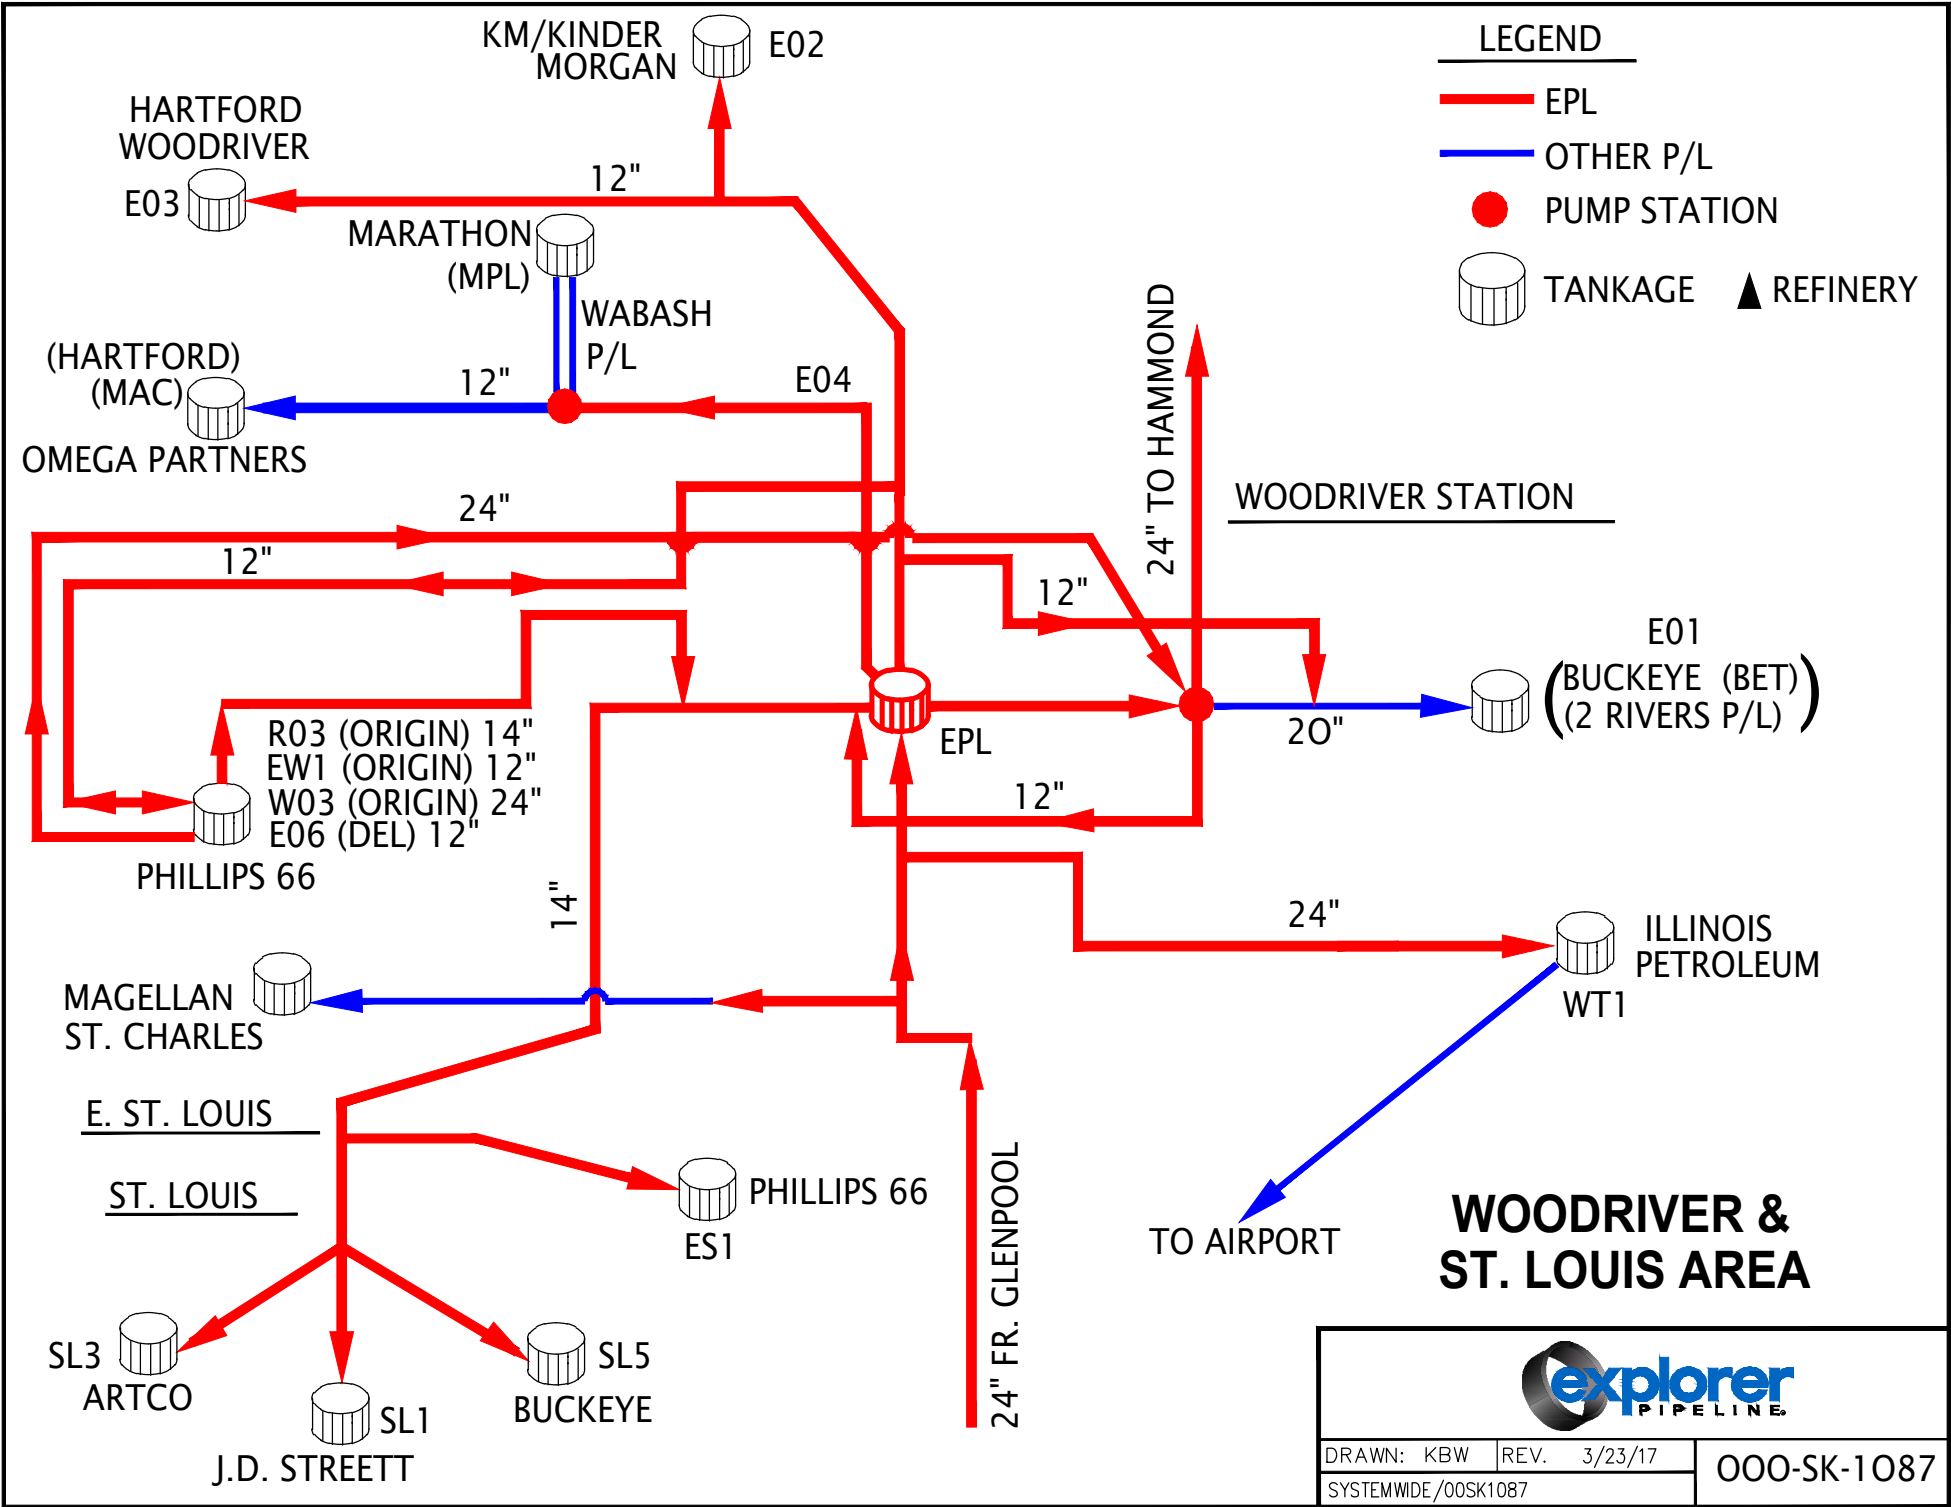 KM/KINDER
MORGAN
E02
HARTFORD
WOODRIVER
E03
12"
MARATHON
(MPL)
WABASH
P/L
(HARTFORD)
(MAC)
12"
E04
OMEGA PARTNERS
LEGEND
EPL
OTHER P/L
PUMP STATION
TANKAGE
REFINERY
24" TO HAMMOND
WOODRIVER STATION
24"
12"
12"
E01
(BUCKEYE (BET)
(2 RIVERS P/L))
20"
R03 (ORIGIN) 14"
EW1 (ORIGIN) 12"
W03 (ORIGIN) 24"
E06 (DEL) 12"
PHILLIPS 66
EPL
12"
14"
24"
ILLINOIS
PETROLEUM
WT1
MAGELLAN
ST. CHARLES
E. ST. LOUIS
ST. LOUIS
PHILLIPS 66
ES1
24" FR. GLENPOOL
TO AIRPORT
SL3
ARTCO
SL1
J.D. STREETT
SL5
BUCKEYE
WOODRIVER &
ST. LOUIS AREA
explorer
PIPELINE
DRAWN: KBW
REV. 3/23/17
000-SK-1087
SYSTEMWIDE/00SK1087